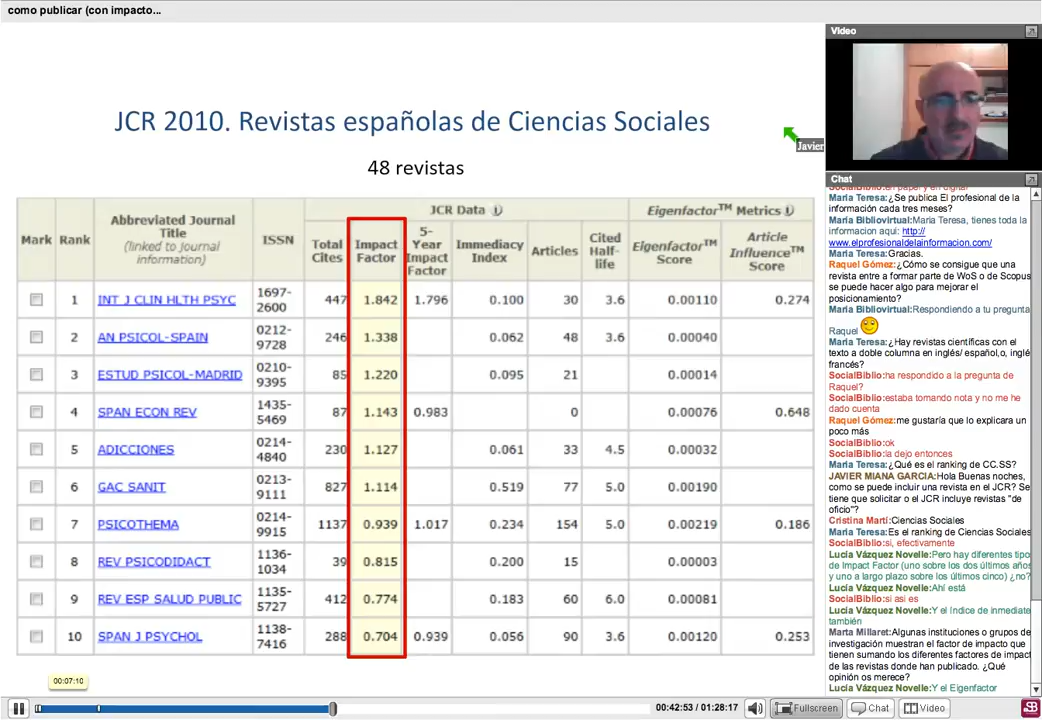 como publicar (con impacto...
JCR 2010. Revistas españolas de Ciencias Sociales
48 revistas
Javier
JCR Data i Eigenfactor™ Metrics i
Mark Rank Abbreviated Journal Title (linked to journal information) ISSN Total Cites Impact Factor 5-Year Impact Factor Immediacy Index Articles Cited Half-life Eigenfactor™ Score Article Influence™ Score
1 INT J CLIN HLTH PSYC 1697-2600 447 1.842 1.796 0.100 30 3.6 0.00110 0.274
2 AN PSICOL-SPAIN 0212-9728 246 1.338 0.062 48 3.6 0.00040
3 ESTUD PSICOL-MADRID 0210-9395 85 1.220 0.095 21 0.00014
4 SPAN ECON REV 1435-5469 87 1.143 0.983 0 0.00076 0.648
5 ADICCIONES 0214-4840 230 1.127 0.061 33 4.5 0.00032
6 GAC SANIT 0213-9111 827 1.114 0.519 77 5.0 0.00190
7 PSICOTHEMA 0214-9915 1137 0.939 1.017 0.234 154 5.0 0.00219 0.186
8 REV PSICODIDACT 1136-1034 39 0.815 0.200 15 0.00003
9 REV ESP SALUD PUBLIC 1135-5727 412 0.774 0.183 60 6.0 0.00081
10 SPAN J PSYCHOL 1138-7416 288 0.704 0.939 0.056 90 3.6 0.00120 0.253
Video
Chat
SocialBiblio:en papel y en digital
Maria Teresa:¿Se publica El profesional de la
información cada tres meses?
Maria Bibliovirtual:Maria Teresa, tienes toda la
informacion aqui: http://
www.elprofesionaldelainformacion.com/
Maria Teresa:Gracias.
Raquel Gómez:¿Cómo se consigue que una
revista entre a formar parte de WoS o de Scopus
se puede hacer algo para mejorar el
posicionamiento?
Maria Bibliovirtual:Respondiendo a tu pregunta
Raquel
Maria Teresa:¿Hay revistas científicas con el
texto a doble columna en inglés/ español,o, inglé
francés?
SocialBiblio:ha respondido a la pregunta de
Raquel?
SocialBiblio:estaba tomando nota y no me he
dado cuenta
Raquel Gómez:me gustaría que lo explicara un
poco más
SocialBiblio:ok
SocialBiblio:la dejo entonces
Maria Teresa:¿Qué es el ranking de CC.SS?
JAVIER MIANA GARCIA:Hola Buenas noches,
como se puede incluir una revista en el JCR? Se
tiene que solicitar o el JCR incluye revistas "de
oficio"?
Cristina Martí:Ciencias Sociales
Maria Teresa:Es el ranking de Ciencias Sociales
SocialBiblio:si, efectivamente
Lucía Vázquez Novelle:Pero hay diferentes tipo
de Impact Factor (uno sobre los dos últimos años
y uno a largo plazo sobre los últimos cinco) ¿no?
Lucía Vázquez Novelle:Ahí está
SocialBiblio:si asi es
Lucía Vázquez Novelle:Y el Indice de inmediate
también
Marta Millaret:Algunas instituciones o grupos de
investigación muestran el factor de impacto que
tienen sumando los diferentes factores de impact
de las revistas donde han publicado. ¿Qué
opinión os merece?
Lucía Vázquez Novelle:Y el Eigenfactor
00:07:10
00:42:53 / 01:28:17
Fullscreen
Chat
Video
SB